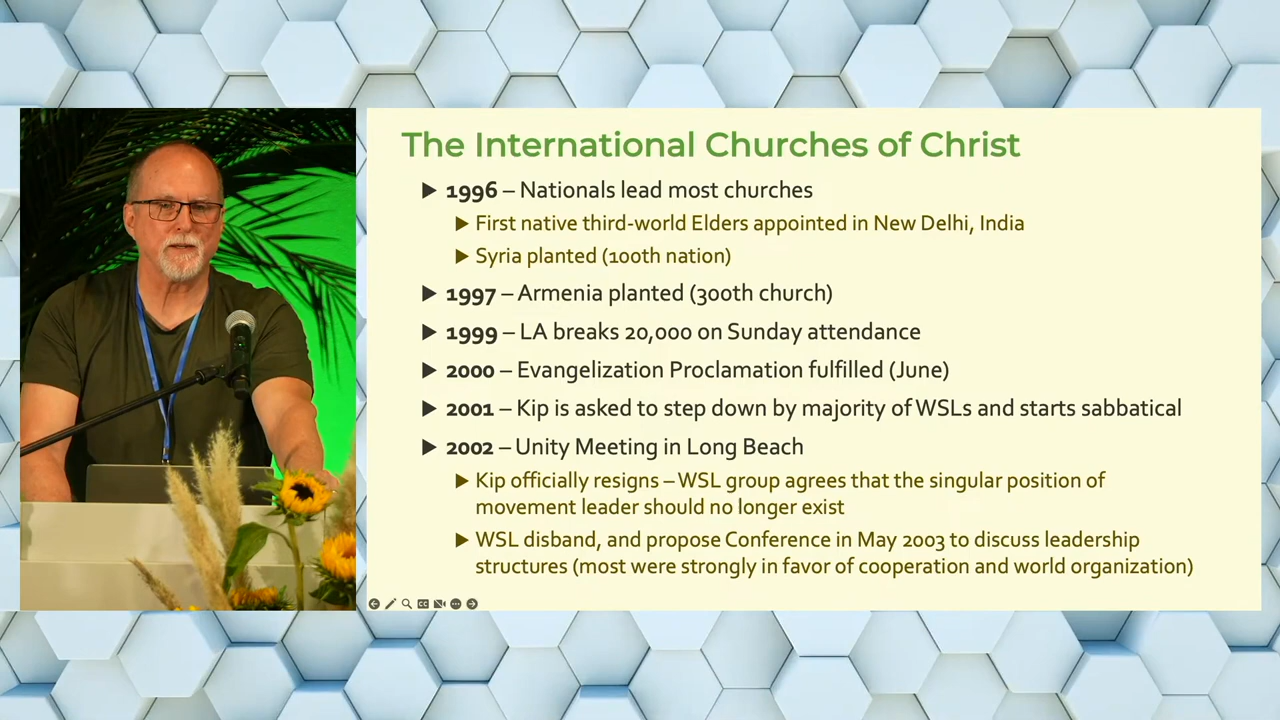 The International Churches of Christ
1996 – Nationals lead most churches
First native third-world Elders appointed in New Delhi, India
Syria planted (100th nation)
1997 – Armenia planted (300th church)
1999 – LA breaks 20,000 on Sunday attendance
2000 – Evangelization Proclamation fulfilled (June)
2001 – Kip is asked to step down by majority of WSLs and starts sabbatical
2002 – Unity Meeting in Long Beach
Kip officially resigns – WSL group agrees that the singular position of
movement leader should no longer exist
WSL disband, and propose Conference in May 2003 to discuss leadership
structures (most were strongly in favor of cooperation and world organization)